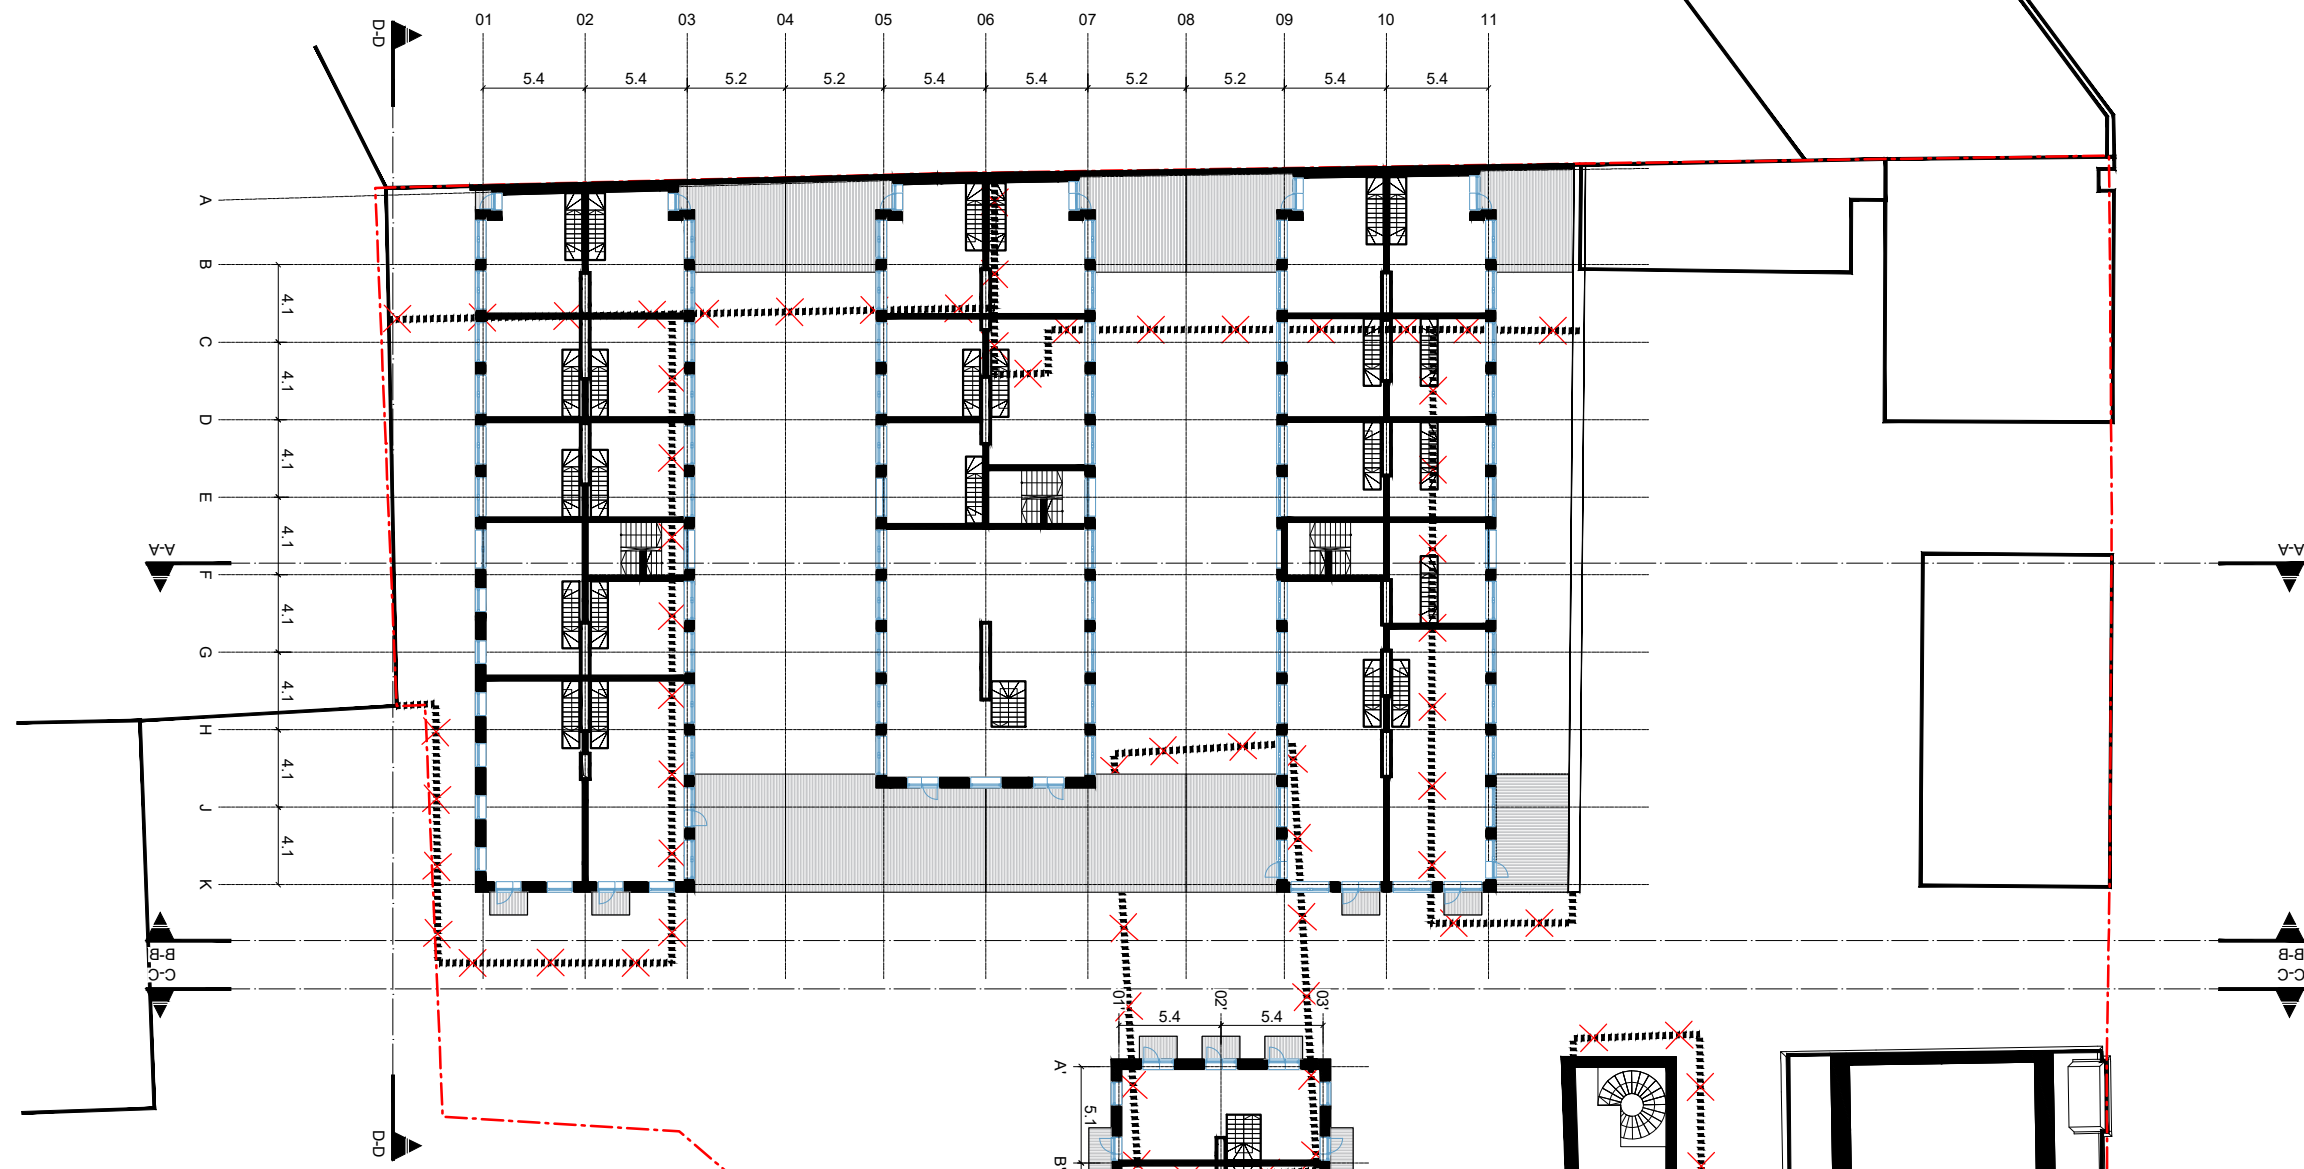 D-D
01 02 03 04 05 06 07 08 09 10 11
5.4 5.4 5.2 5.2 5.4 5.4 5.2 5.2 5.4 5.4
A
B
4.1
C
4.1
D
4.1
E
4.1
A-A A-A
F
4.1
G
4.1
H
4.1
J
4.1
K
B-B B-B
C-C C-C
01' 02' 03'
5.4 5.4
A'
5.1
D-D
B'